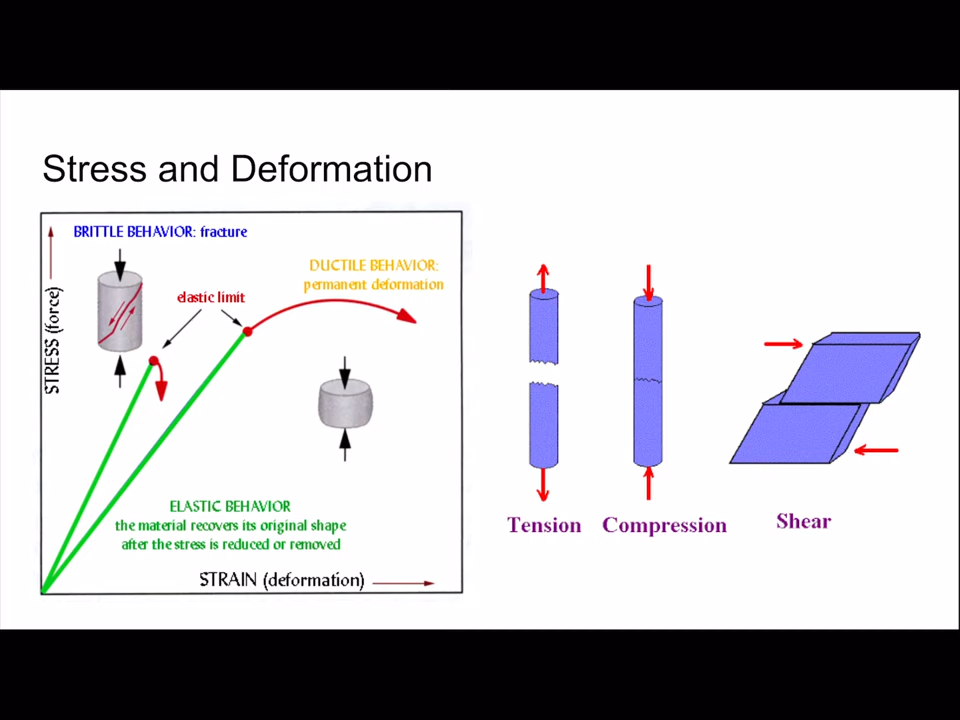 Stress and Deformation
BRITTLE BEHAVIOR: fracture
DUCTILE BEHAVIOR:
permanent deformation
elastic limit
STRESS (force)
ELASTIC BEHAVIOR
the material recovers its original shape
after the stress is reduced or removed
STRAIN (deformation)
Tension
Compression
Shear